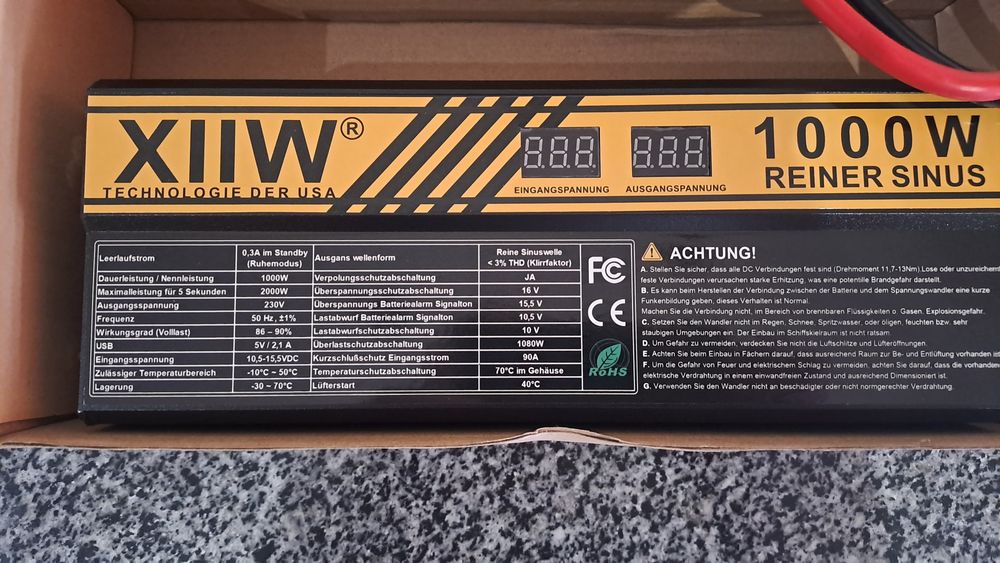 XIIW®
TECHNOLOGIE DER USA
EINGANGSPANNUNG
AUSGANGSPANNUNG
1000W
REINER SINUS
Leerlaufstrom 0,3A im Standby (Ruhemodus) Ausgans wellenform Reine Sinuswelle < 3% THD (Klirrfaktor)
Dauerleistung / Nennleistung 1000W Verpolungsschutzabschaltung JA
Maximalleistung für 5 Sekunden 2000W Überspannungsschutzabschaltung 16 V
Ausgangsspannung 230V Überspannungs Batteriealarm Signalton 15,5 V
Frequenz 50 Hz, ±1% Lastabwurf Batteriealarm Signalton 10,5 V
Wirkungsgrad (Volllast) 86 – 90% Lastabwurfschutzabschaltung 10 V
USB 5V / 2,1 A Überlastschutzabschaltung 1080W
Eingangsspannung 10,5-15,5VDC Kurzschlußschutz Eingangsstrom 90A
Zulässiger Temperaturbereich -10°C ~ 50°C Temperaturschutzabschaltung 70°C im Gehäuse
Lagerung -30 ~ 70°C Lüfterstart 40°C
FC
CE
RoHS
ACHTUNG!
A. Stellen Sie sicher, dass alle DC Verbindungen fest sind (Drehmoment 11,7-13Nm).Lose oder
feste Verbindungen verursachen starke Erhitzung, was eine potentile Brandgefahr darstellt.
B. Es kann beim Herstellen der Verbindung zwischen der Batterie und dem Spannungswandler eine kurze
Funkenbildung geben, dieses Verhalten ist Normal.
Machen Sie die Verbindung nicht, im Bereich von brennbaren Flüssigkeiten o. Gasen, Explosionsgefahr.
C. Setzen Sie den Wandler nicht im Regen, Schnee, Spritzwasser, oder öligen, feuchten bzw. sehr
staubigen Umgebungen ein. Der Einbau im Schiffkielraum ist nicht ratsam.
D. Um Gefahr zu vermeiden, verdecken Sie nicht die Luftschlitze und Lüfteröffnungen.
E. Achten Sie beim Einbau in Fächern darauf, dass ausreichend Raum zur Be- und Entlüftung vorhanden ist
F. Um die Gefahr von Feuer und elektrischem Schlag zu vermeiden, achten Sie darauf, dass die
elektrische Verdrahtung in einem einwandfreien Zustand und ausreichend Dimensioniert ist.
G. Verwenden Sie den Wandler nicht an beschädigter oder nicht normgerechter Verdrahtung.